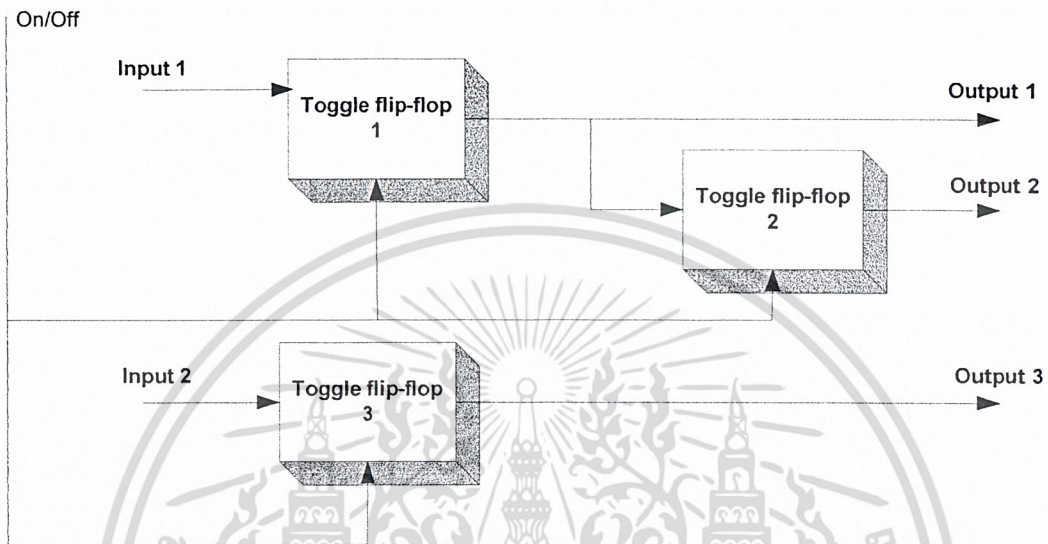 On/Off
Input 1
Toggle flip-flop
1
Output 1
Toggle flip-flop
2
Output 2
Input 2
Toggle flip-flop
3
Output 3